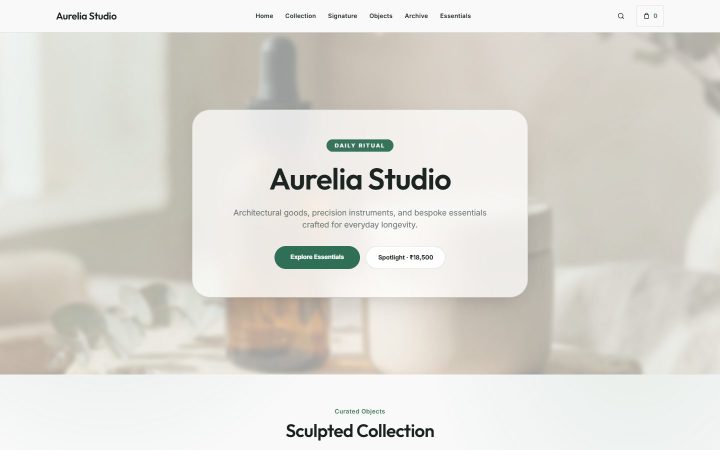 Aurelia Studio
Home Collection Signature Objects Archive Essentials
0
DAILY RITUAL
Aurelia Studio
Architectural goods, precision instruments, and bespoke essentials
crafted for everyday longevity.
Explore Essentials
Spotlight · ₹18,500
Curated Objects
Sculpted Collection